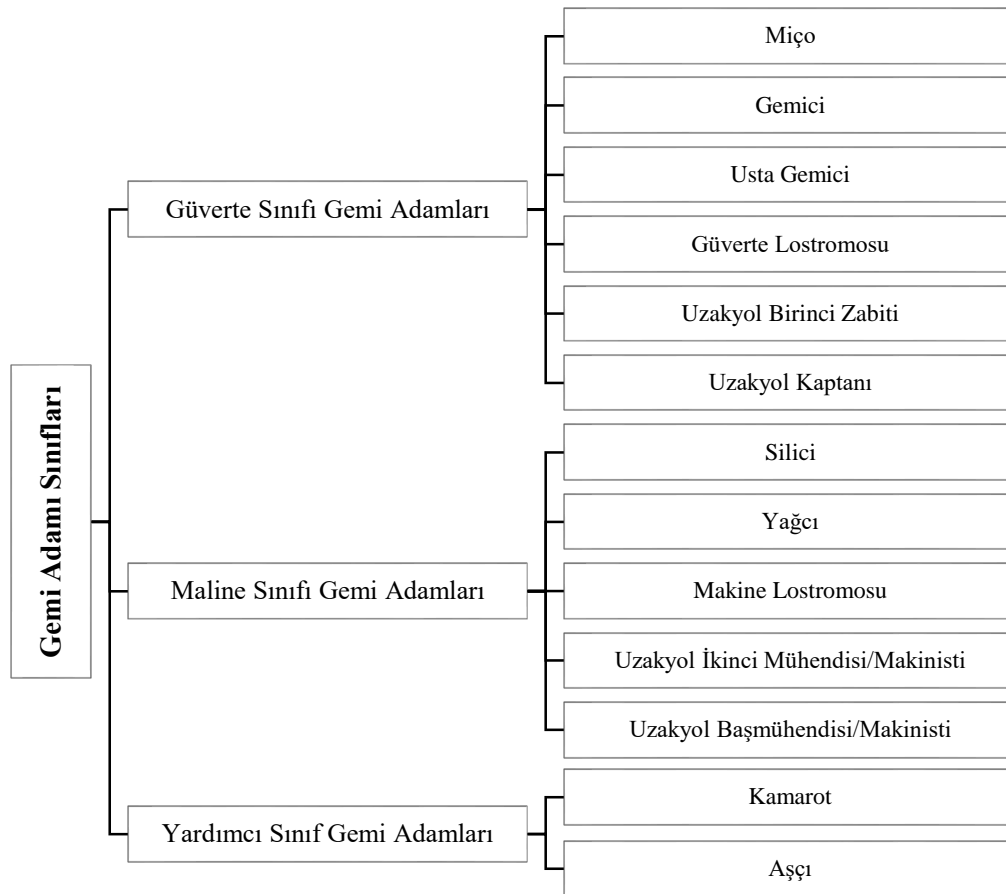 Gemi Adamı Sınıfları
Güverte Sınıfı Gemi Adamları
Miço
Gemici
Usta Gemici
Güverte Lostromosu
Uzakyol Birinci Zabiti
Uzakyol Kaptanı
Maline Sınıfı Gemi Adamları
Silici
Yağcı
Makine Lostromosu
Uzakyol İkinci Mühendisi/Makinisti
Uzakyol Başmühendisi/Makinisti
Yardımcı Sınıf Gemi Adamları
Kamarot
Aşçı